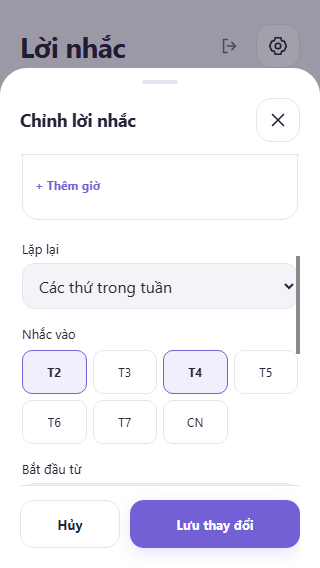 Lời nhắc
Chỉnh lời nhắc
+ Thêm giờ
Lặp lại
Các thứ trong tuần
Nhắc vào
T2 T3 T4 T5
T6 T7 CN
Bắt đầu từ
Hủy Lưu thay đổi